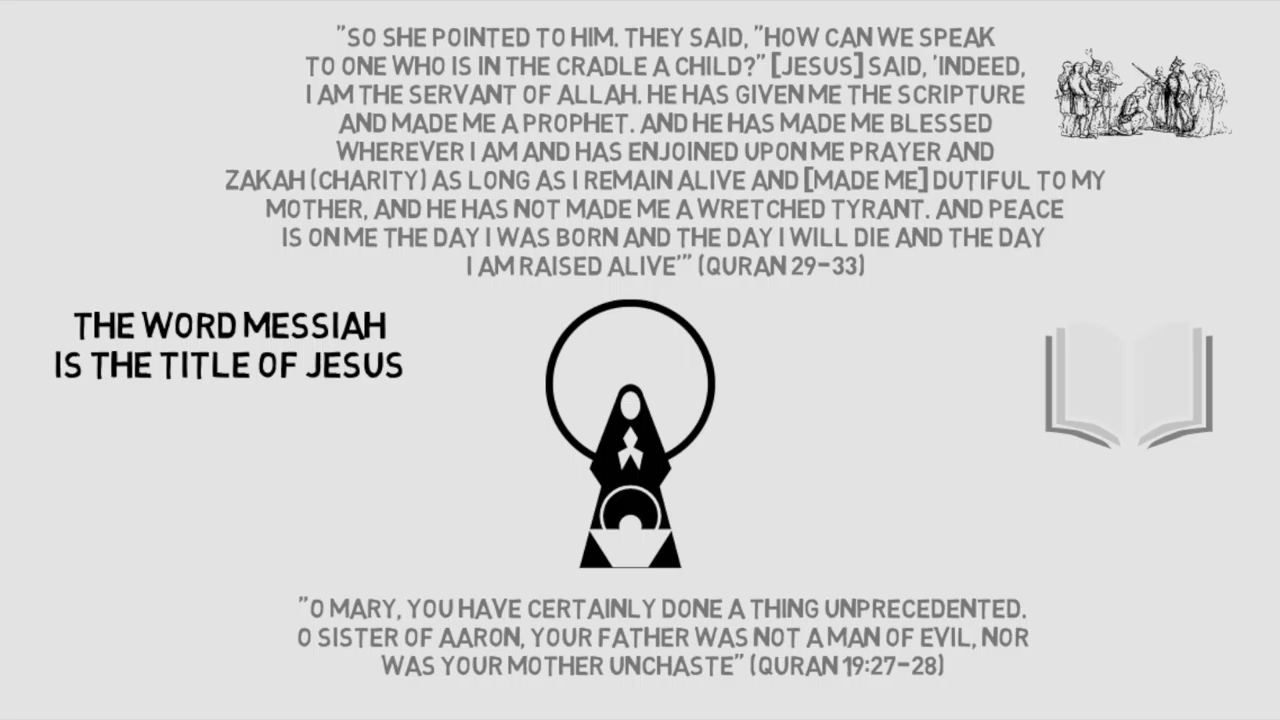 "SO SHE POINTED TO HIM. THEY SAID, "HOW CAN WE SPEAK
TO ONE WHO IS IN THE CRADLE A CHILD?" [JESUS] SAID, 'INDEED,
I AM THE SERVANT OF ALLAH. HE HAS GIVEN ME THE SCRIPTURE
AND MADE ME A PROPHET. AND HE HAS MADE ME BLESSED
WHEREVER I AM AND HAS ENJOINED UPON ME PRAYER AND
ZAKAH (CHARITY) AS LONG AS I REMAIN ALIVE AND [MADE ME] DUTIFUL TO MY
MOTHER, AND HE HAS NOT MADE ME A WRETCHED TYRANT. AND PEACE
IS ON ME THE DAY I WAS BORN AND THE DAY I WILL DIE AND THE DAY
I AM RAISED ALIVE'" (QURAN 29-33)
THE WORD MESSIAH
IS THE TITLE OF JESUS
"O MARY, YOU HAVE CERTAINLY DONE A THING UNPRECEDENTED.
O SISTER OF AARON, YOUR FATHER WAS NOT A MAN OF EVIL, NOR
WAS YOUR MOTHER UNCHASTE" (QURAN 19:27-28)